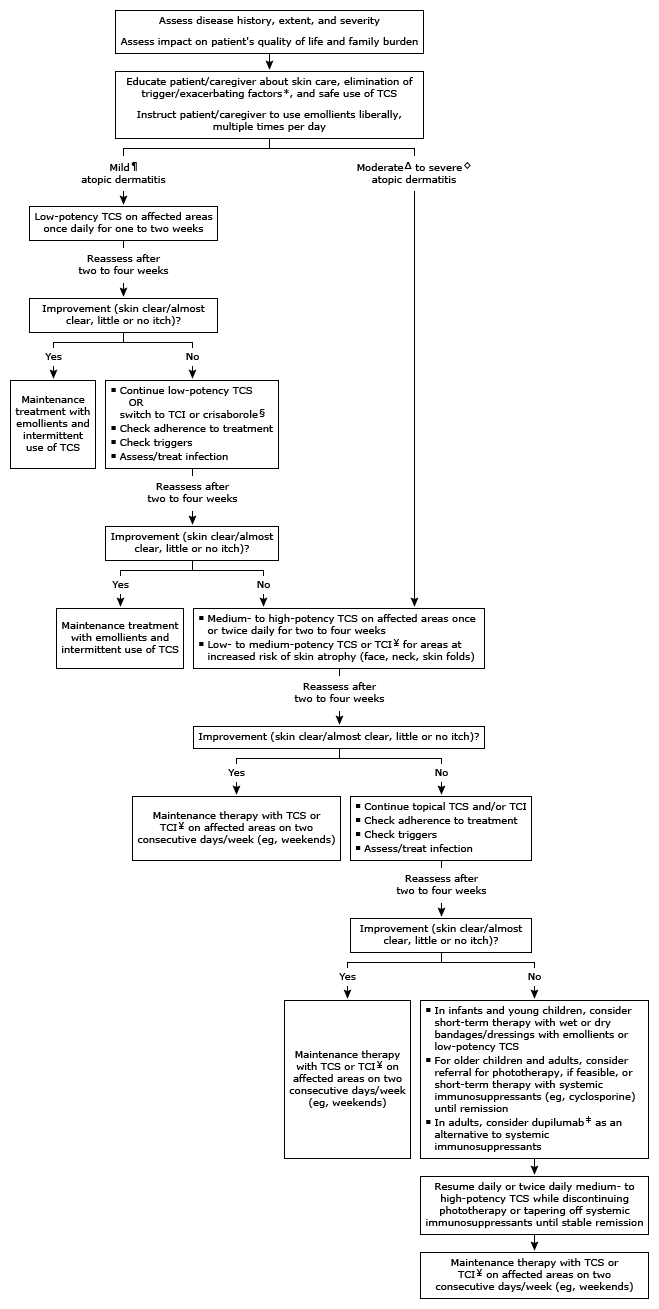 Assess disease history, extent, and severity
Assess impact on patient's quality of life and family burden
Educate patient/caregiver about skin care, elimination of
trigger/exacerbating factors*, and safe use of TCS
Instruct patient/caregiver to use emollients liberally,
multiple times per day
Mild¶
atopic dermatitis
Moderate Δ to severe◇
atopic dermatitis
Low-potency TCS on affected areas
once daily for one to two weeks
Reassess after
two to four weeks
Improvement (skin clear/almost
clear, little or no itch)?
Yes
No
Maintenance
treatment with
emollients and
intermittent
use of TCS
▪ Continue low-potency TCS
OR
switch to TCI or crisaborole§
▪ Check adherence to treatment
▪ Check triggers
▪ Assess/treat infection
Reassess after
two to four weeks
Improvement (skin clear/almost
clear, little or no itch)?
Yes
No
Maintenance treatment
with emollients and
intermittent use of TCS
▪ Medium- to high-potency TCS on affected areas once
or twice daily for two to four weeks
▪ Low- to medium-potency TCS or TCI¥ for areas at
increased risk of skin atrophy (face, neck, skin folds)
Reassess after
two to four weeks
Improvement (skin clear/almost clear, little or no itch)?
Yes
No
Maintenance therapy with TCS or
TCI¥ on affected areas on two
consecutive days/week (eg, weekends)
▪ Continue topical TCS and/or TCI
▪ Check adherence to treatment
▪ Check triggers
▪ Assess/treat infection
Reassess after
two to four weeks
Improvement (skin clear/almost
clear, little or no itch)?
Yes
No
Maintenance therapy
with TCS or TCI¥ on
affected areas on two
consecutive days/week
(eg, weekends)
▪ In infants and young children, consider
short-term therapy with wet or dry
bandages/dressings with emollients or
low-potency TCS
▪ For older children and adults, consider
referral for phototherapy, if feasible, or
short-term therapy with systemic
immunosuppressants (eg, cyclosporine)
until remission
▪ In adults, consider dupilumab‡ as an
alternative to systemic
immunosuppressants
Resume daily or twice daily medium- to
high-potency TCS while discontinuing
phototherapy or tapering off systemic
immunosuppressants until stable remission
Maintenance therapy with TCS or
TCI¥ on affected areas on two
consecutive days/week (eg, weekends)